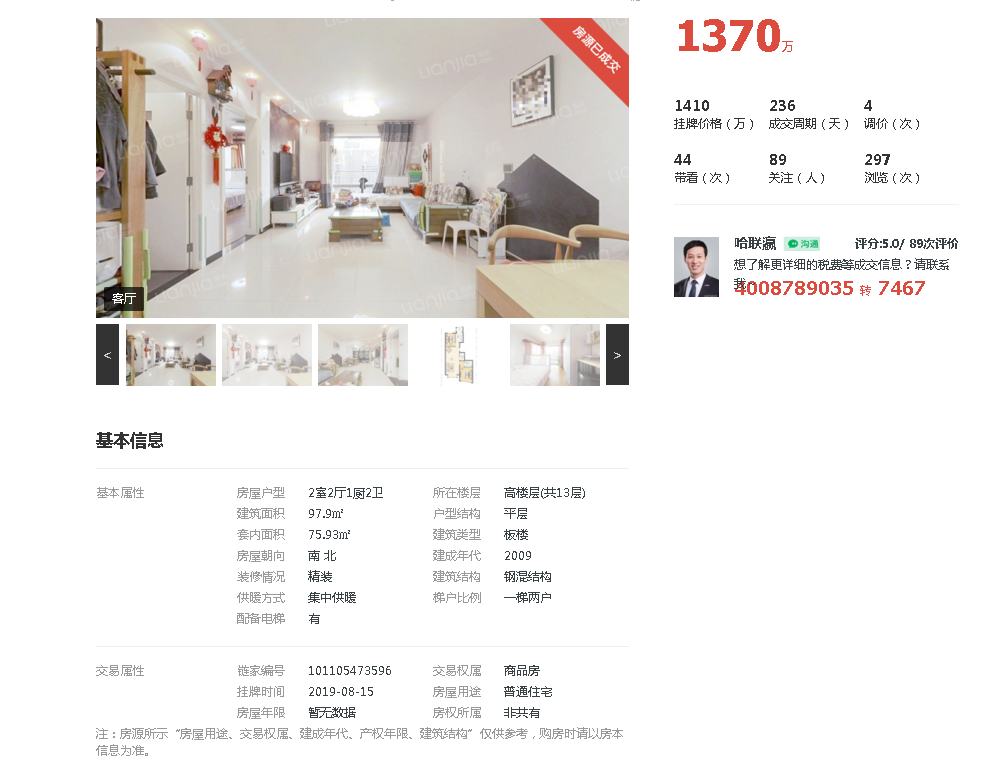 房源已成交
lianjia
客厅
<
>
1370万
1410 236 4
挂牌价格（万） 成交周期（天） 调价（次）
44 89 297
带看（次） 关注（人） 浏览（次）
哈联瀛 沟通 评分:5.0/ 89次评价
想了解更详细的税费等成交信息？请联系
我
4008789035 转 7467
基本信息
基本属性 房屋户型 2室2厅1厨2卫 所在楼层 高楼层(共13层)
建筑面积 97.9㎡ 户型结构 平层
套内面积 75.93㎡ 建筑类型 板楼
房屋朝向 南 北 建成年代 2009
装修情况 精装 建筑结构 钢混结构
供暖方式 集中供暖 梯户比例 一梯两户
配备电梯 有
交易属性 链家编号 101105473596 交易权属 商品房
挂牌时间 2019-08-15 房屋用途 普通住宅
房屋年限 暂无数据 房权所属 非共有
注：房源所示“房屋用途、交易权属、建成年代、产权年限、建筑结构”仅供参考，购房时请以房本
信息为准。